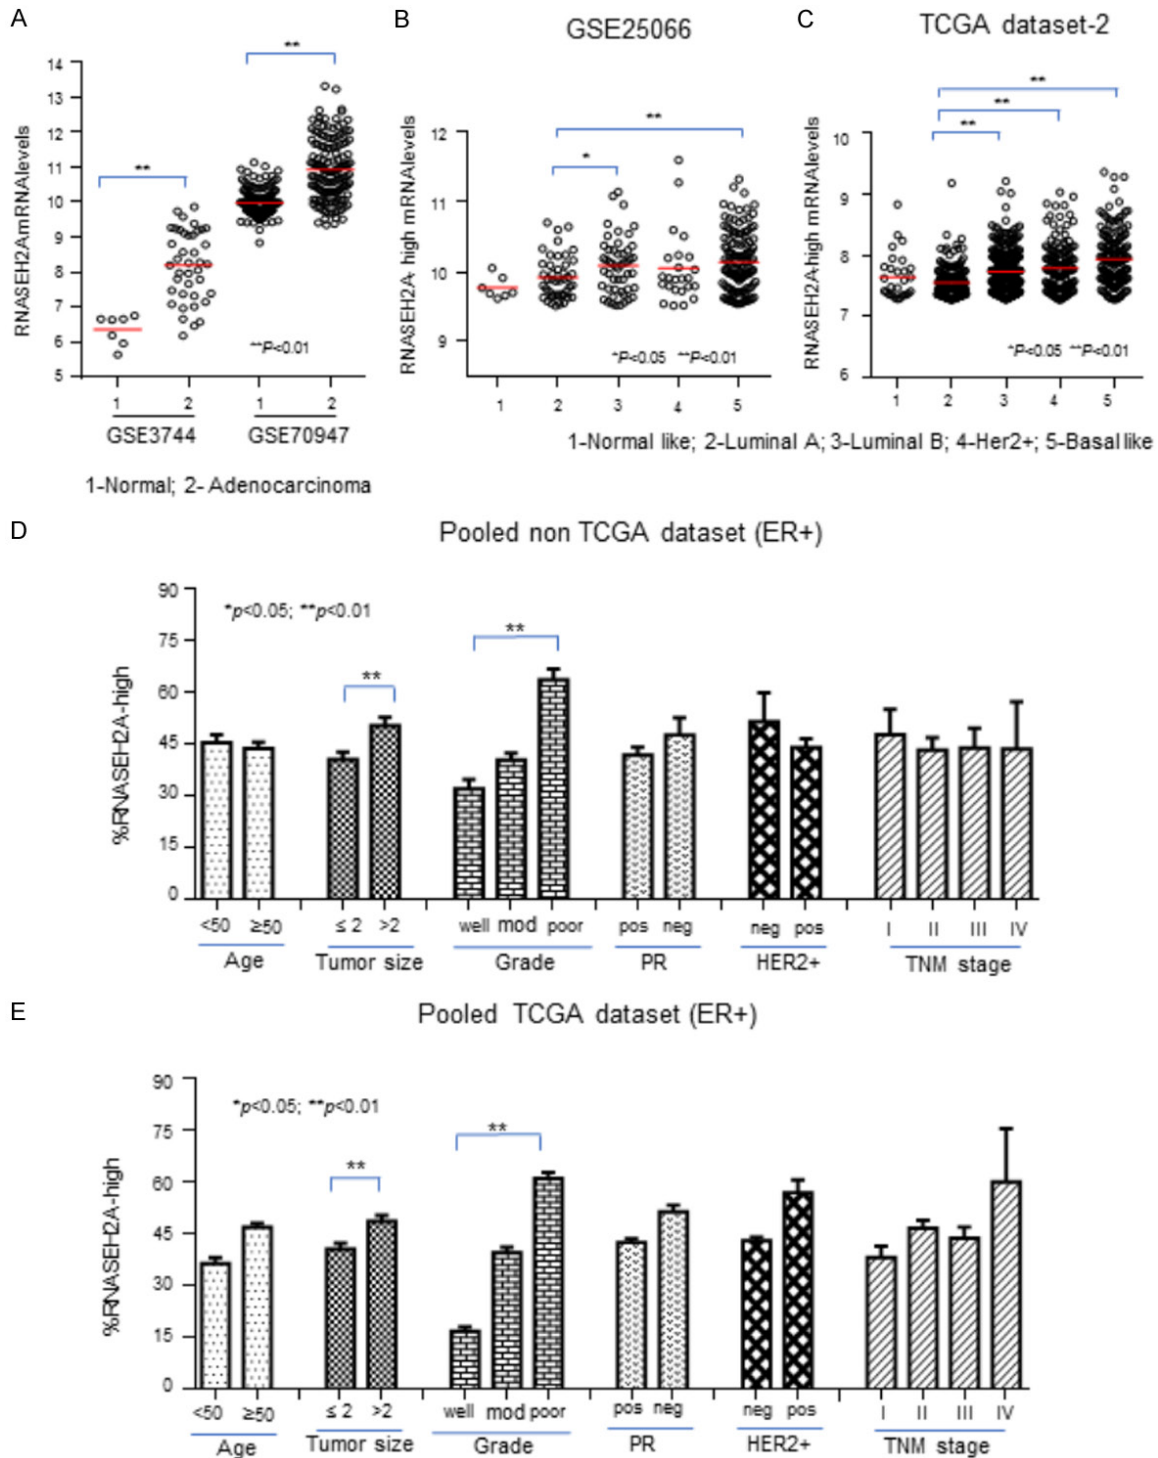 A
B
GSE25066
C
TCGA dataset-2
RNASEH2A mRNA levels
14
13
12
11
10
9
8
7
6
5
**
**
**P<0.01
1 2 1 2
GSE3744 GSE70947
1-Normal; 2- Adenocarcinoma
RNASEH2A- high mRNA levels
12
11
10
9
**
*
*P<0.05 **P<0.01
1 2 3 4 5
RNASEH2A-high mRNA levels
10
9
8
7
6
**
**
**
*P<0.05 **P<0.01
1 2 3 4 5
1-Normal like; 2-Luminal A; 3-Luminal B; 4-Her2+; 5-Basal like
D
Pooled non TCGA dataset (ER+)
%RNASEH2A-high
90
75
60
45
30
15
0
*p<0.05; **p<0.01
**
**
<50 ≥50 ≤ 2 >2 well mod poor pos neg neg pos I II III IV
Age Tumor size Grade PR HER2+ TNM stage
E
Pooled TCGA dataset (ER+)
%RNASEH2A-high
90
75
60
45
30
15
0
*p<0.05; **p<0.01
**
**
<50 ≥50 ≤ 2 >2 well mod poor pos neg neg pos I II III IV
Age Tumor size Grade PR HER2+ TNM stage